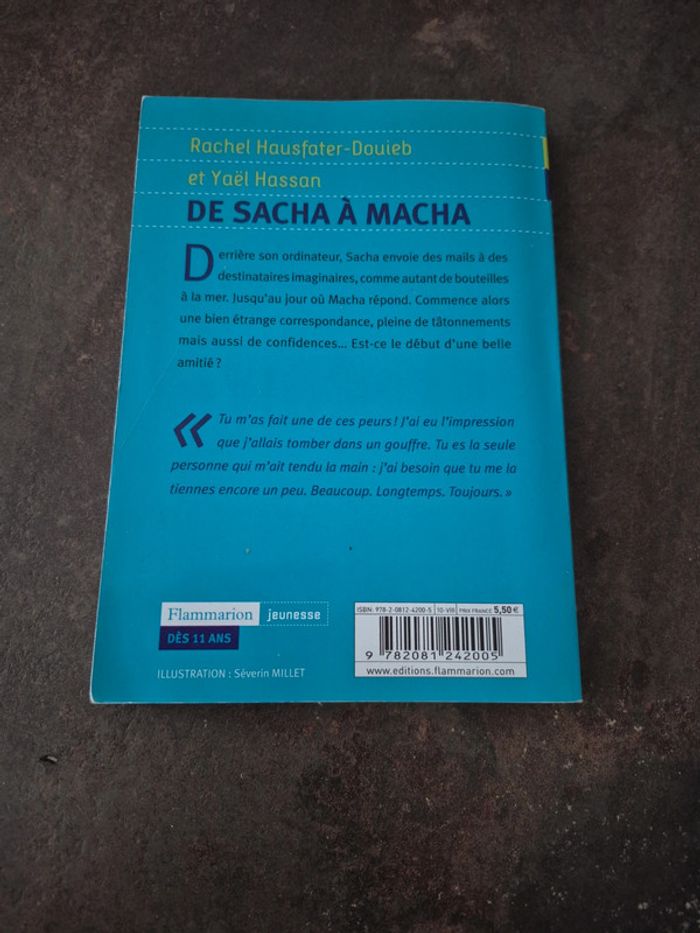 Rachel Hausfater-Douieb
et Yaël Hassan
DE SACHA À MACHA
Derrière son ordinateur, Sacha envoie des mails à des
destinataires imaginaires, comme autant de bouteilles
à la mer. Jusqu'au jour où Macha répond. Commence alors
une bien étrange correspondance, pleine de tâtonnements
mais aussi de confidences... Est-ce le début d'une belle
amitié ?
« Tu m'as fait une de ces peurs ! J'ai eu l'impression
que j'allais tomber dans un gouffre. Tu es la seule
personne qui m'ait tendu la main : j'ai besoin que tu me la
tiennes encore un peu. Beaucoup. Longtemps. Toujours. »
Flammarion jeunesse
DÈS 11 ANS
ILLUSTRATION : Séverin MILLET
ISBN: 978-2-0812-4200-5 10-VIII PRIX FRANCE 5,50 €
9 782081 242005
www.editions.flammarion.com